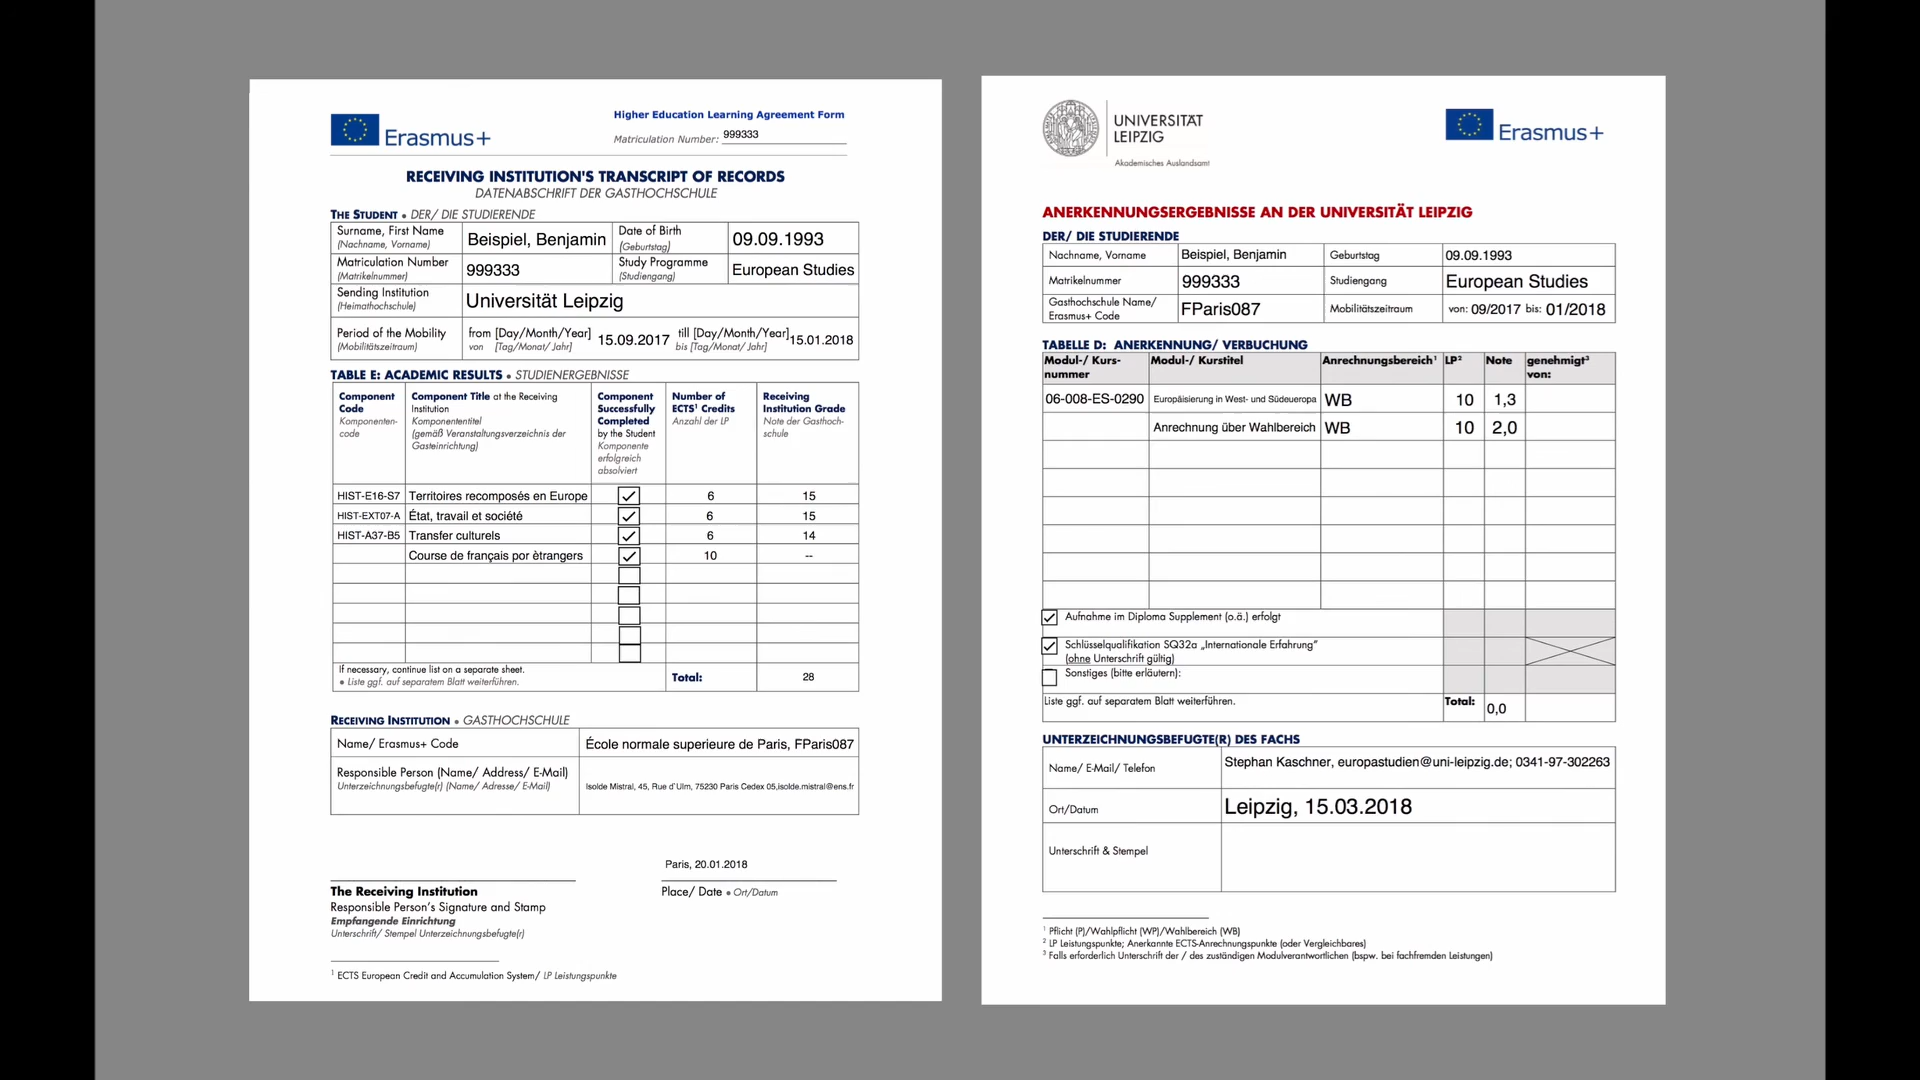 Erasmus+
Higher Education Learning Agreement Form
Matriculation Number: 999333
RECEIVING INSTITUTION'S TRANSCRIPT OF RECORDS
DATENABSCHRIFT DER GASTHOCHSCHULE
THE STUDENT • DER/ DIE STUDIERENDE
Surname, First Name
(Nachname, Vorname)
Beispiel, Benjamin
Date of Birth
(Geburtstag)
09.09.1993
Matriculation Number
(Matrikelnummer)
999333
Study Programme
(Studiengang)
European Studies
Sending Institution
(Heimathochschule)
Universität Leipzig
Period of the Mobility
(Mobilitätszeitraum)
from [Day/Month/Year]
von [Tag/Monat/ Jahr]
15.09.2017
till [Day/Month/Year]
bis [Tag/Monat/ Jahr]
15.01.2018
TABLE E: ACADEMIC RESULTS • STUDIENERGEBNISSE
Component
Code
Komponenten-
code
Component Title at the Receiving
Institution
Komponententitel
(gemäß Veranstaltungsverzeichnis der
Gasteinrichtung)
Component
Successfully
Completed
by the Student
Komponente
erfolgreich
absolviert
Number of
ECTS¹ Credits
Anzahl der LP
Receiving
Institution Grade
Note der Gasthoch-
schule
HIST-E16-S7 Territoires recomposés en Europe 6 15
HIST-EXT07-A État, travail et société 6 15
HIST-A37-B5 Transfer culturels 6 14
Course de français por ètrangers 10 --
If necessary, continue list on a separate sheet.
• Liste ggf. auf separatem Blatt weiterführen.
Total: 28
RECEIVING INSTITUTION • GASTHOCHSCHULE
Name/ Erasmus+ Code
École normale superieure de Paris, FParis087
Responsible Person (Name/ Address/ E-Mail)
Unterzeichnungsbefugte(r) (Name/ Adresse/ E-Mail)
Isolde Mistral, 45, Rue d'Ulm, 75230 Paris Cedex 05,isolde.mistral@ens.fr
Paris, 20.01.2018
The Receiving Institution
Responsible Person's Signature and Stamp
Empfangende Einrichtung
Unterschrift/ Stempel Unterzeichnungsbefugte(r)
Place/ Date • Ort/Datum
¹ ECTS European Credit and Accumulation System/ LP Leistungspunkte
UNIVERSITÄT
LEIPZIG
Akademisches Auslandsamt
Erasmus+
ANERKENNUNGSERGEBNISSE AN DER UNIVERSITÄT LEIPZIG
DER/ DIE STUDIERENDE
Nachname, Vorname Beispiel, Benjamin Geburtstag 09.09.1993
Matrikelnummer 999333 Studiengang European Studies
Gasthochschule Name/
Erasmus+ Code
FParis087
Mobilitätszeitraum
von: 09/2017 bis: 01/2018
TABELLE D: ANERKENNUNG/ VERBUCHUNG
Modul-/ Kurs-
nummer
Modul-/ Kurstitel
Anrechnungsbereich¹
LP²
Note
genehmigt³
von:
06-008-ES-0290 Europäisierung in West- und Südeuropa WB 10 1,3
Anrechnung über Wahlbereich WB 10 2,0
Aufnahme im Diploma Supplement (o.ä.) erfolgt
Schlüsselqualifikation SQ32a „Internationale Erfahrung“
(ohne Unterschrift gültig)
Sonstiges (bitte erläutern):
Liste ggf. auf separatem Blatt weiterführen.
Total: 0,0
UNTERZEICHNUNGSBEFUGTE(R) DES FACHS
Name/ E-Mail/ Telefon
Stephan Kaschner, europastudien@uni-leipzig.de; 0341-97-302263
Ort/Datum
Leipzig, 15.03.2018
Unterschrift & Stempel
¹ Pflicht (P)/Wahlpflicht (WP)/Wahlbereich (WB)
² LP Leistungspunkte; Anerkannte ECTS-Anrechnungspunkte (oder Vergleichbares)
³ Falls erforderlich Unterschrift der / des zuständigen Modulverantwortlichen (bspw. bei fachfremden Leistungen)